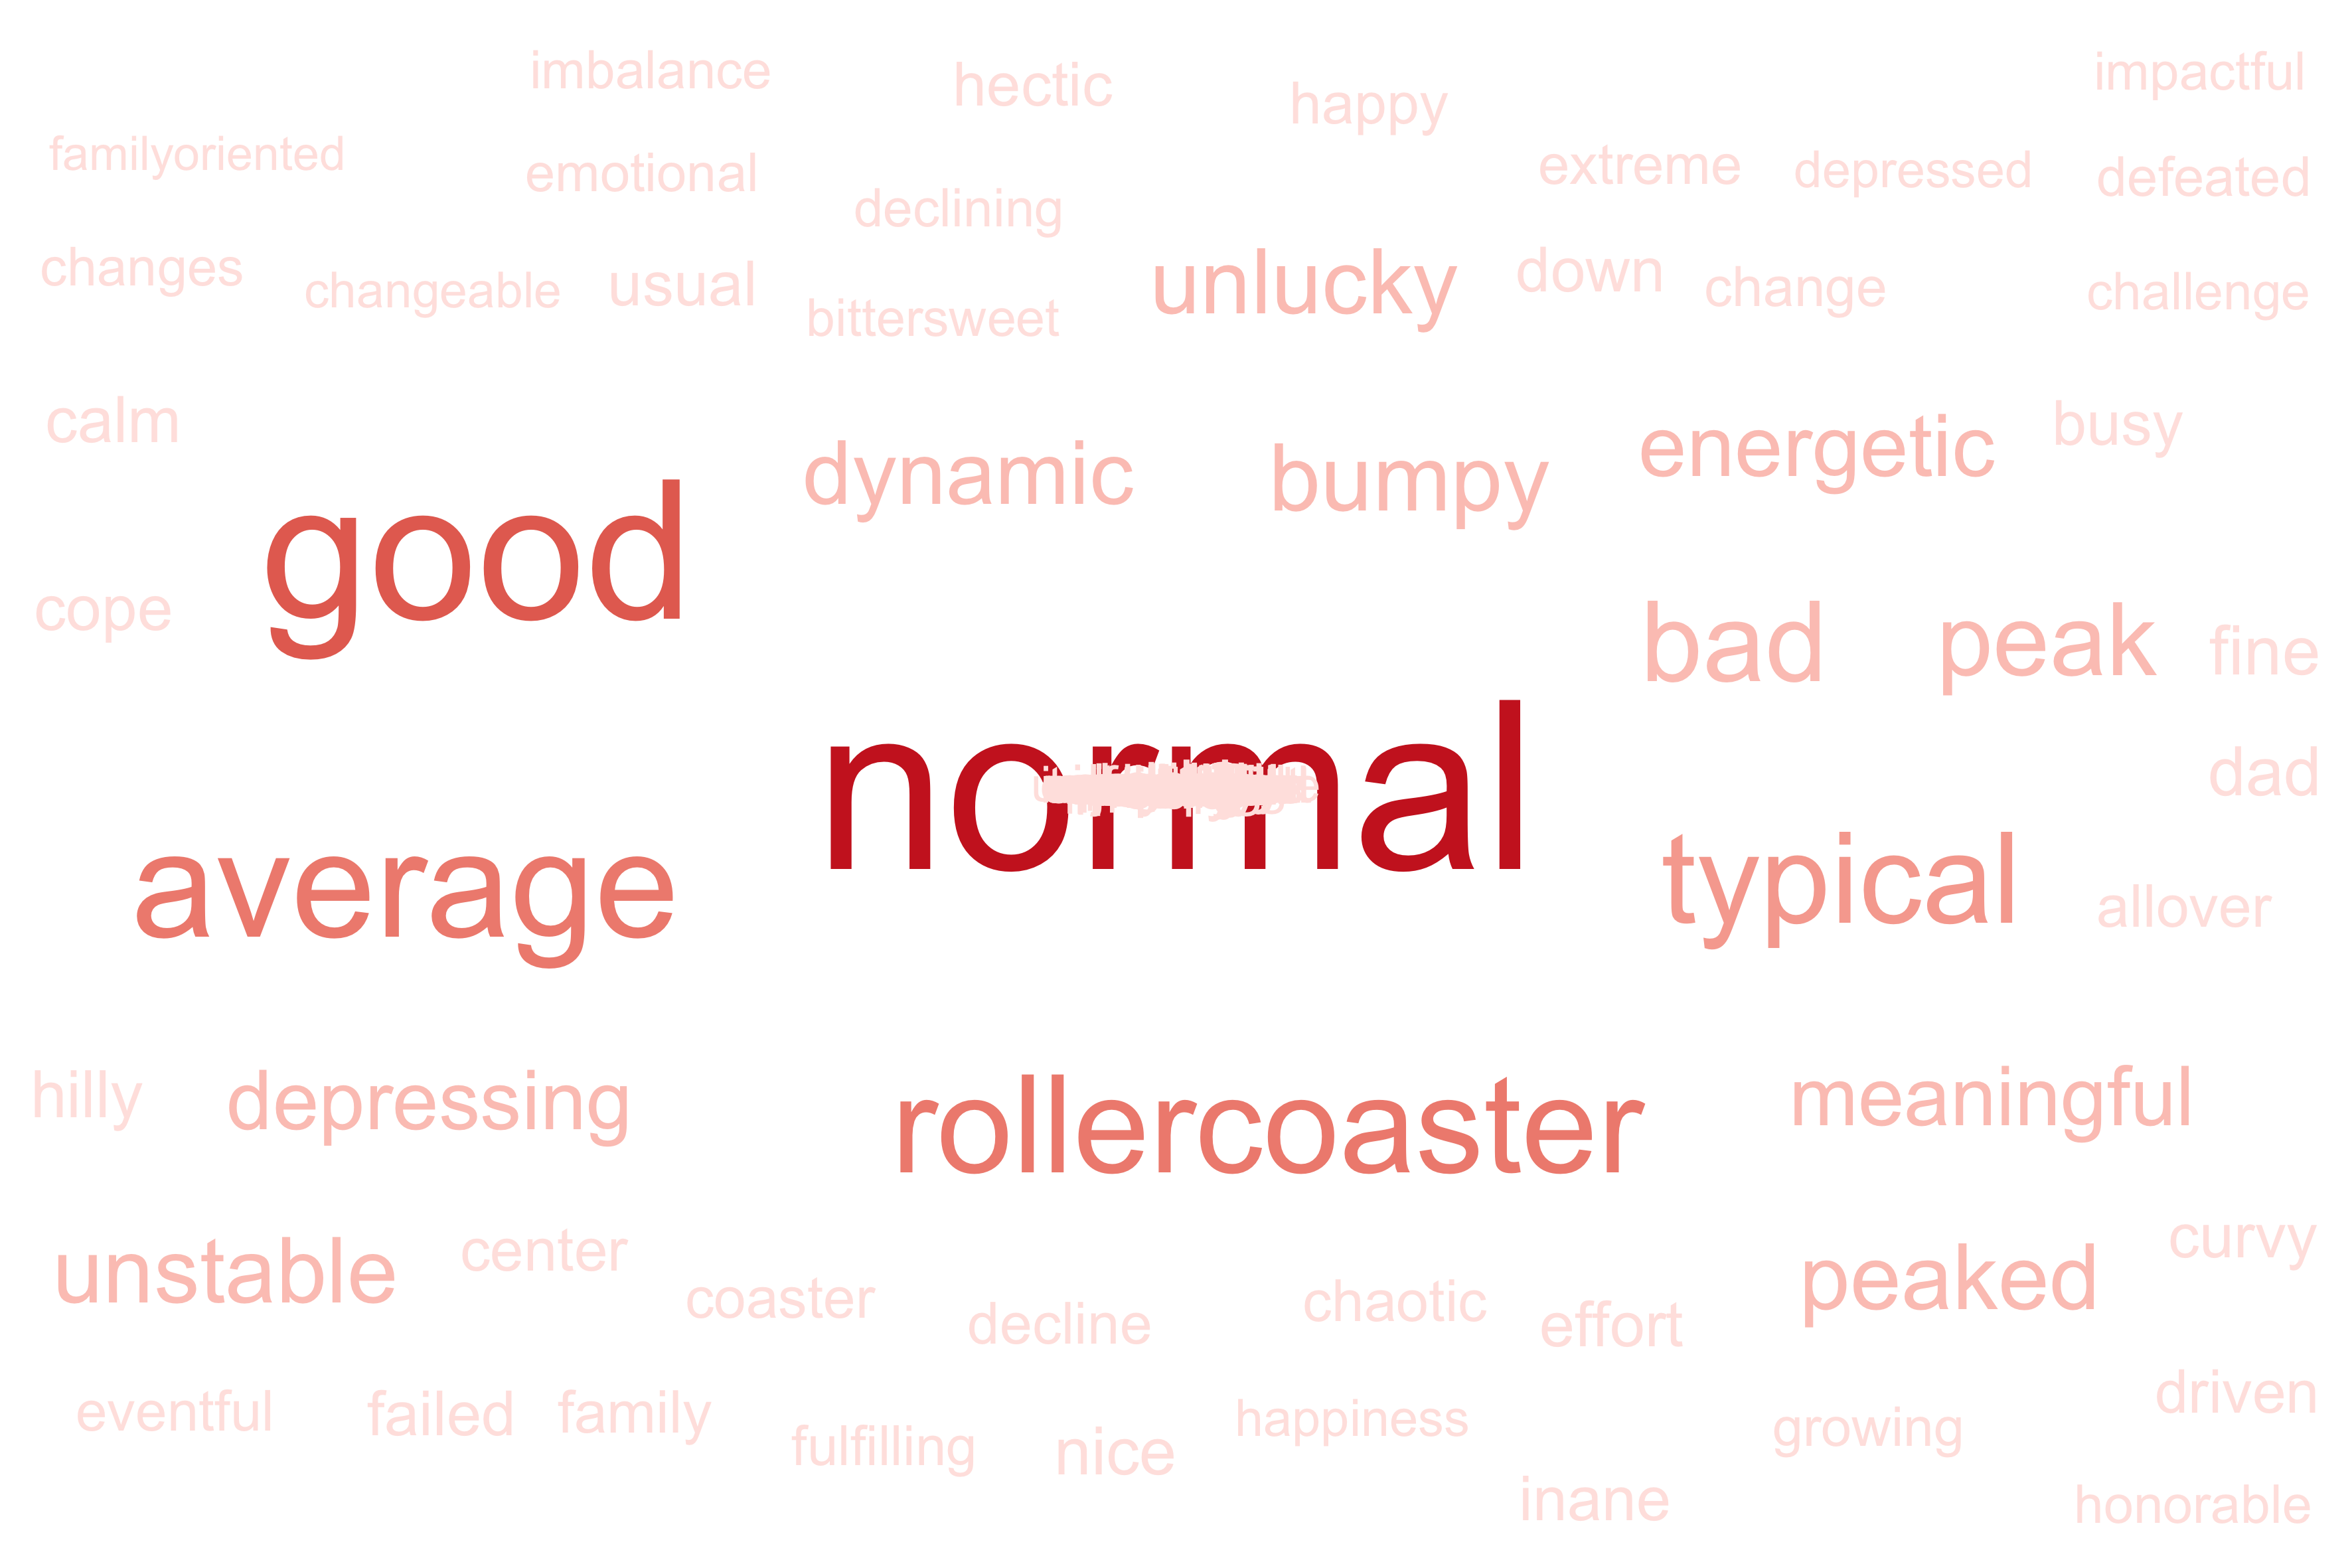 imbalance
hectic
happy
impactful
familyoriented
emotional
extreme
depressed
defeated
declining
changes
changeable
usual
bittersweet
unlucky
down
change
challenge
calm
dynamic
bumpy
energetic
busy
good
cope
bad
peak
fine
normal
dad
average
typical
allover
hilly
depressing
rollercoaster
meaningful
unstable
center
coaster
decline
chaotic
effort
peaked
curvy
eventful
failed
family
fulfilling
nice
happiness
inane
growing
driven
honorable